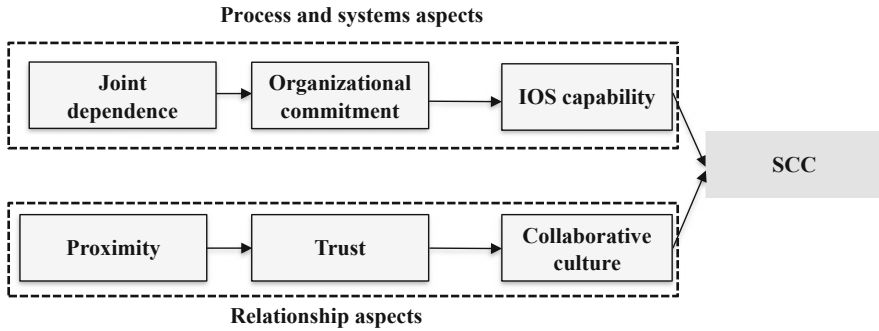 Process and systems aspects
Joint
dependence
Organizational
commitment
IOS capability
SCC
Proximity
Trust
Collaborative
culture
Relationship aspects